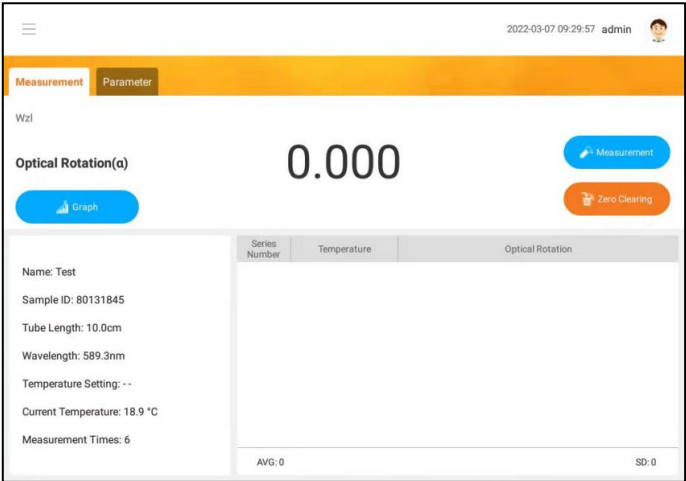 2022-03-07 09:29:57 admin
Measurement Parameter
Wzl
Optical Rotation(α) 0.000 Measurement
Graph Zero Clearing
Series Number Temperature Optical Rotation
Name: Test
Sample ID: 80131845
Tube Length: 10.0cm
Wavelength: 589.3nm
Temperature Setting: - -
Current Temperature: 18.9 °C
Measurement Times: 6
AVG: 0 SD: 0